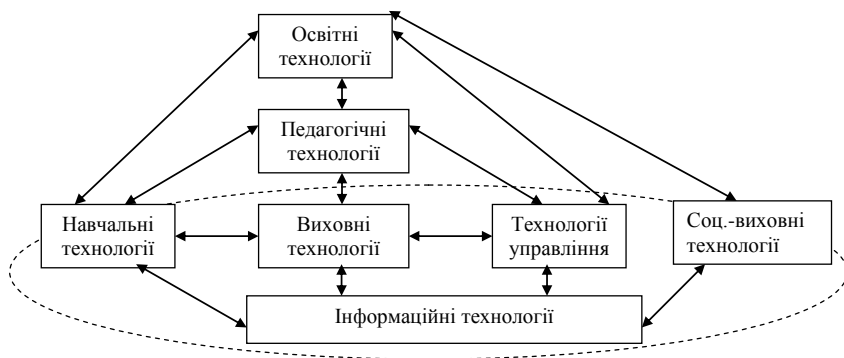 Освітні
технології
Педагогічні
технології
Навчальні
технології
Виховні
технології
Технології
управління
Соц.-виховні
технології
Інформаційні технології